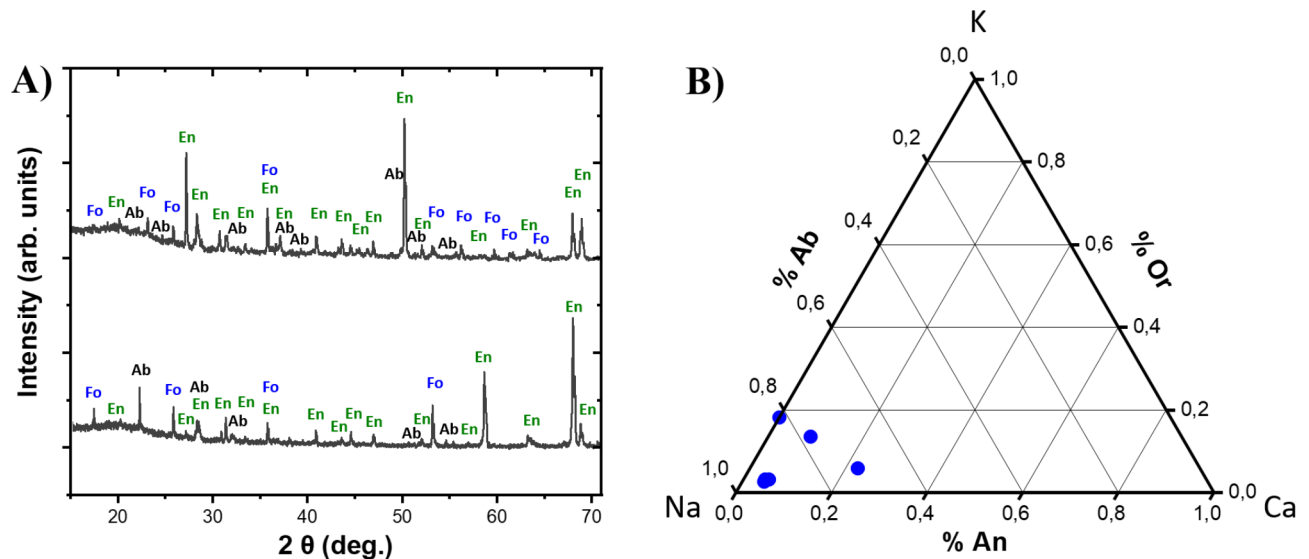 A)
Intensity (arb. units)
En
En
Ab
Fo
En
En
En
Fo
En
Fo
Ab
Fo
Ab
En
En
Ab
En
Ab
Ab
En
En
En
En
Ab
Fo
Fo
Fo
En
En
Ab
En
Fo
Fo
En
En
En
Ab
Fo
Fo
En
Fo
Ab
En
En
En
En
Ab
En
Fo
En
En
En
En
Ab
En
Ab
En
En
En
20 30 40 50 60 70
2 θ (deg.)
B)
K
0,0
1,0
0,2
0,8
0,4
0,6
% Ab
% Or
0,6
0,4
0,8
0,2
1,0
0,0
Na
Ca
0,0 0,2 0,4 0,6 0,8 1,0
% An